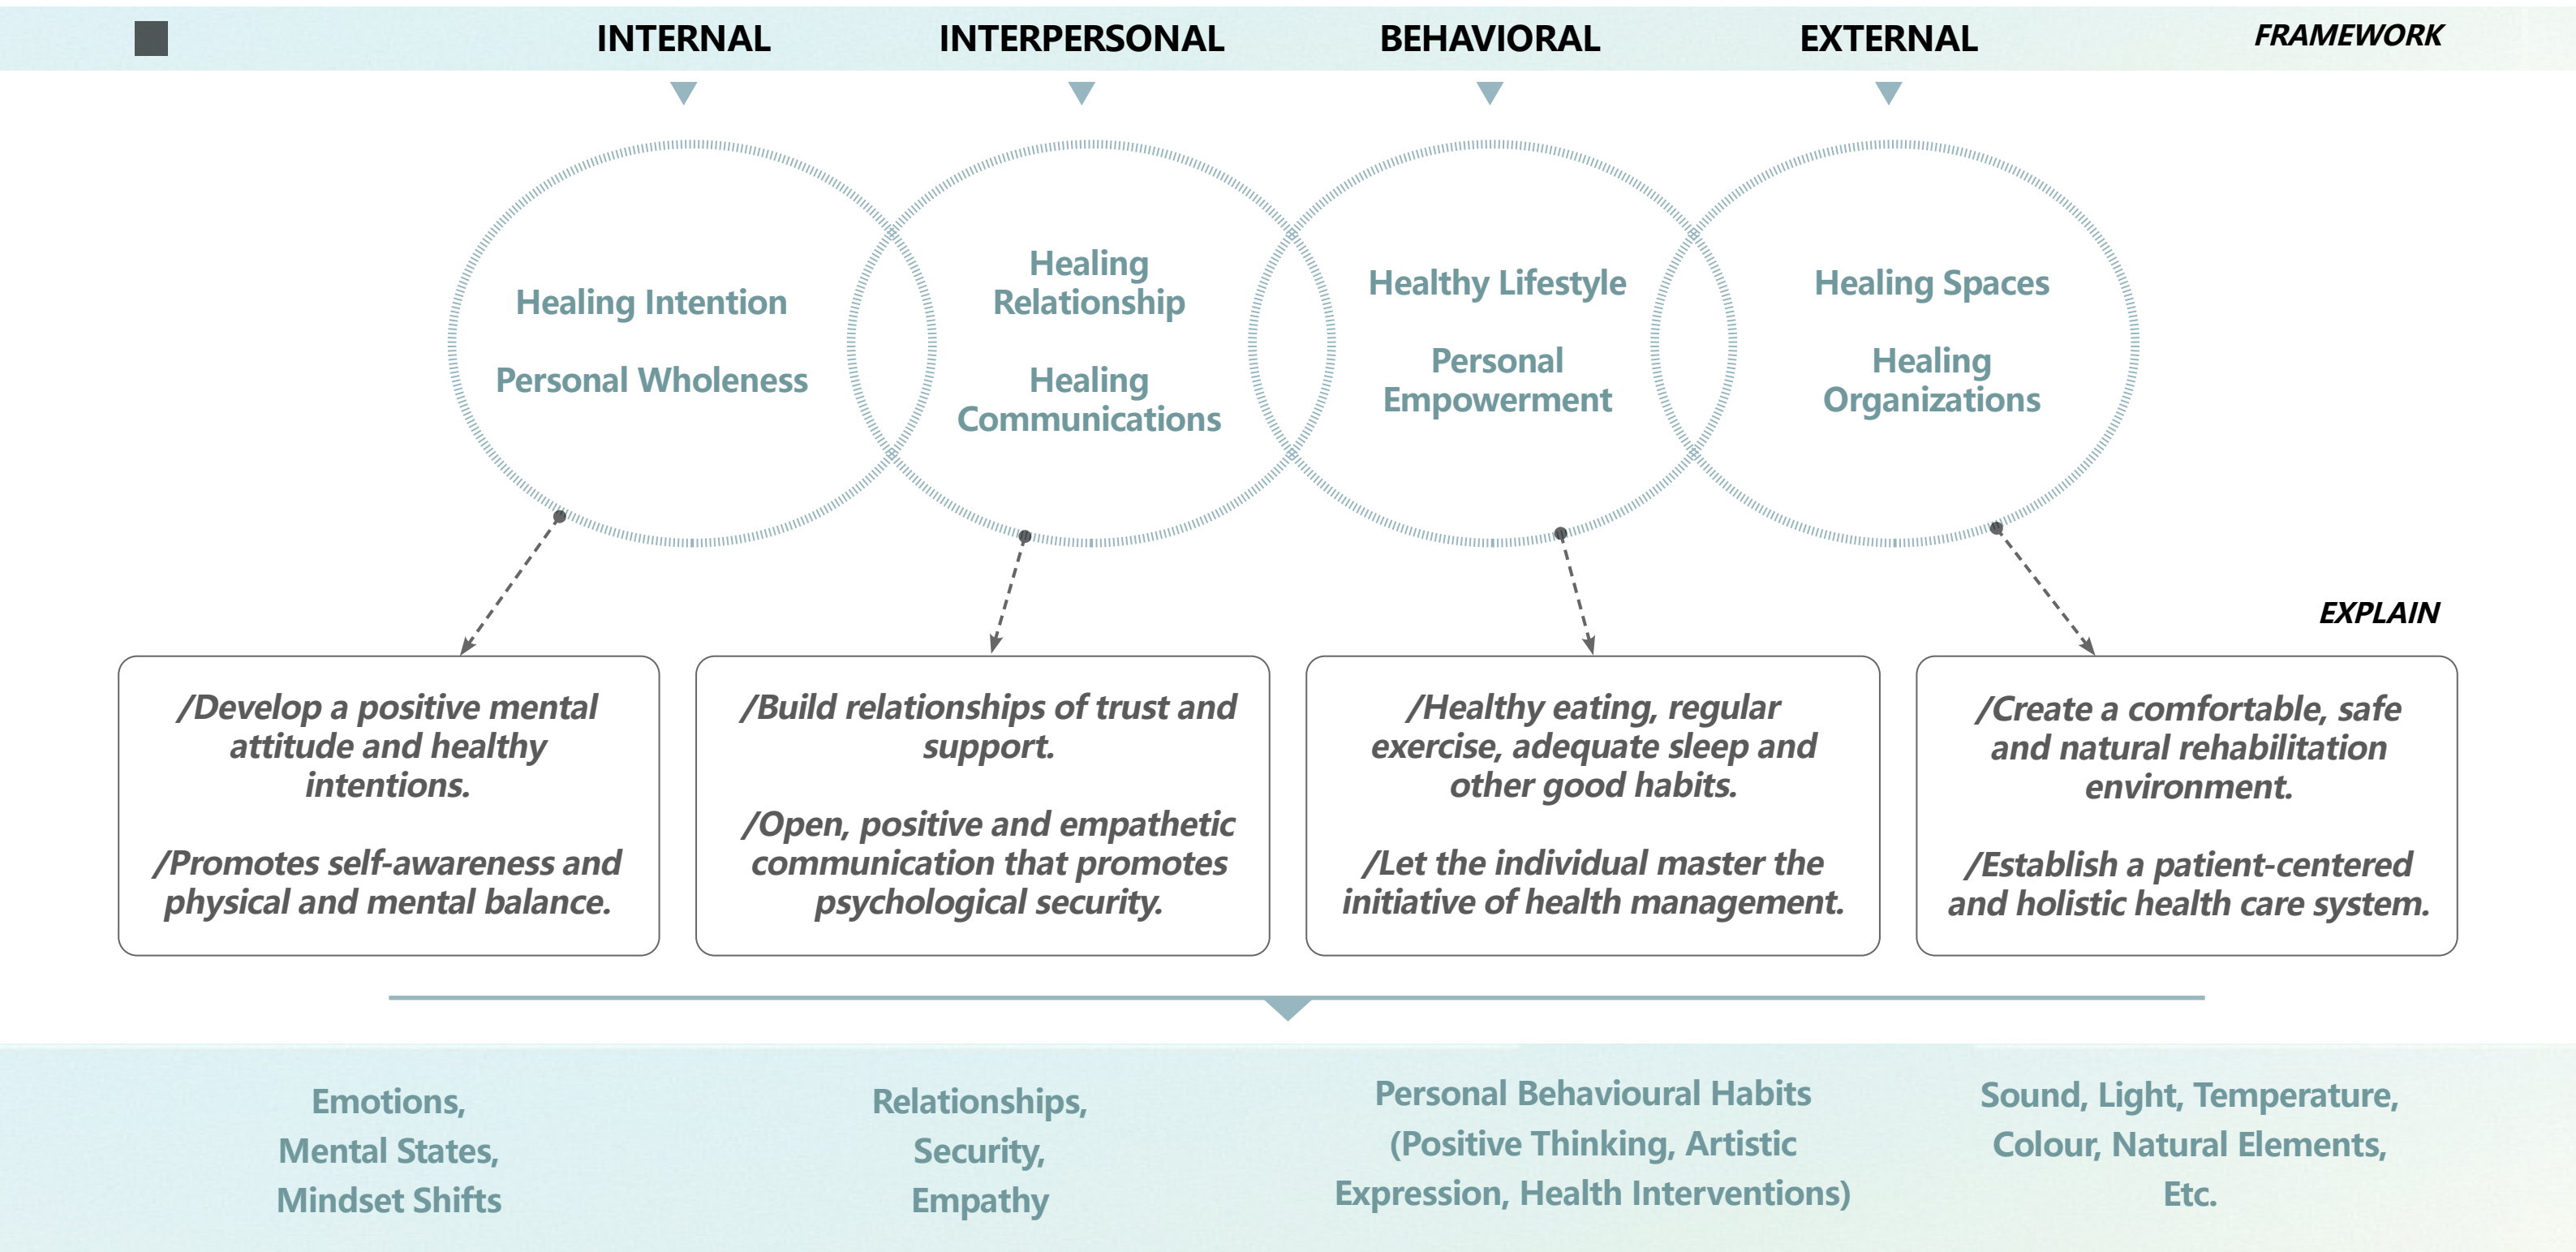 INTERNAL
INTERPERSONAL
BEHAVIORAL
EXTERNAL
FRAMEWORK
Healing Intention
Personal Wholeness
Healing
Relationship
Healing
Communications
Healthy Lifestyle
Personal
Empowerment
Healing Spaces
Healing
Organizations
EXPLAIN
/Develop a positive mental
attitude and healthy
intentions.
/Promotes self-awareness and
physical and mental balance.
/Build relationships of trust and
support.
/Open, positive and empathetic
communication that promotes
psychological security.
/Healthy eating, regular
exercise, adequate sleep and
other good habits.
/Let the individual master the
initiative of health management.
/Create a comfortable, safe
and natural rehabilitation
environment.
/Establish a patient-centered
and holistic health care system.
Emotions,
Mental States,
Mindset Shifts
Relationships,
Security,
Empathy
Personal Behavioural Habits
(Positive Thinking, Artistic
Expression, Health Interventions)
Sound, Light, Temperature,
Colour, Natural Elements,
Etc.